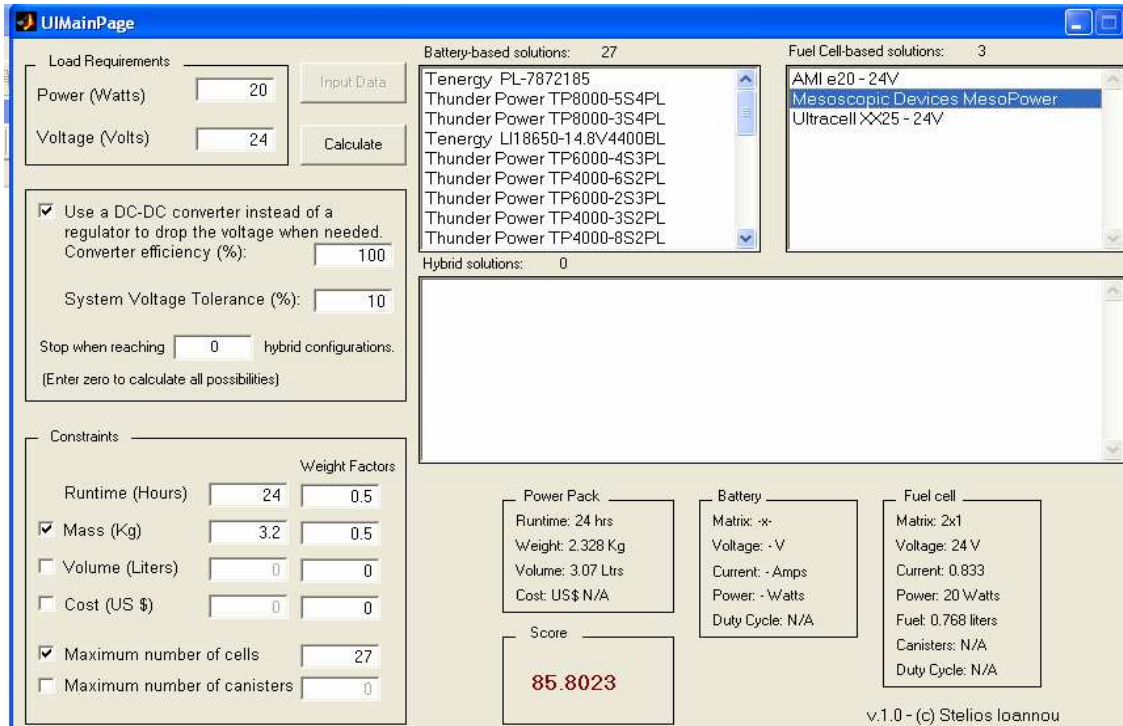 UIMainPage
Load Requirements
Power (Watts) 20
Voltage (Volts) 24
Input Data
Calculate
Use a DC-DC converter instead of a
regulator to drop the voltage when needed.
Converter efficiency (%): 100
System Voltage Tolerance (%): 10
Stop when reaching 0 hybrid configurations.
(Enter zero to calculate all possibilities)
Constraints
Weight Factors
Runtime (Hours) 24 0.5
Mass (Kg) 3.2 0.5
Volume (Liters) 0 0
Cost (US $) 0 0
Maximum number of cells 27
Maximum number of canisters 0
Battery-based solutions: 27
Tenergy PL-7872185
Thunder Power TP8000-5S4PL
Thunder Power TP8000-3S4PL
Tenergy LI18650-14.8V4400BL
Thunder Power TP6000-4S3PL
Thunder Power TP4000-6S2PL
Thunder Power TP6000-2S3PL
Thunder Power TP4000-3S2PL
Thunder Power TP4000-8S2PL
Fuel Cell-based solutions: 3
AMI e20 - 24V
Mesoscopic Devices MesoPower
Ultracell XX25 - 24V
Hybrid solutions: 0
Power Pack
Runtime: 24 hrs
Weight: 2.328 Kg
Volume: 3.07 Ltrs
Cost: US$ N/A
Score
85.8023
Battery
Matrix: -x-
Voltage: - V
Current: - Amps
Power: - Watts
Duty Cycle: N/A
Fuel cell
Matrix: 2x1
Voltage: 24 V
Current: 0.833
Power: 20 Watts
Fuel: 0.768 liters
Canisters: N/A
Duty Cycle: N/A
v.1.0 - (c) Stelios Ioannou